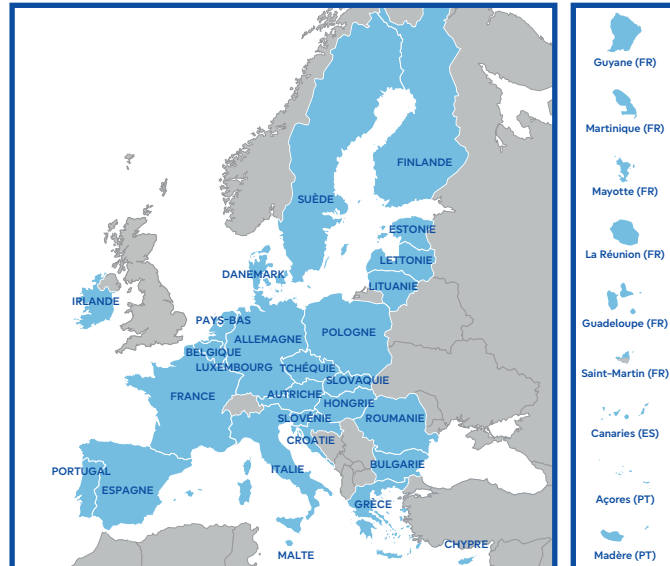 FINLANDE
SUÈDE
ESTONIE
LETTONIE
DANEMARK
LITUANIE
IRLANDE
PAYS-BAS
POLOGNE
ALLEMAGNE
BELGIQUE
LUXEMBOURG
TCHÉQUIE
SLOVAQUIE
FRANCE
AUTRICHE
HONGRIE
SLOVÉNIE
ROUMANIE
CROATIE
BULGARIE
ITALIE
PORTUGAL
ESPAGNE
GRÈCE
CHYPRE
MALTE
Guyane (FR)
Martinique (FR)
Mayotte (FR)
La Réunion (FR)
Guadeloupe (FR)
Saint-Martin (FR)
Canaries (ES)
Açores (PT)
Madère (PT)